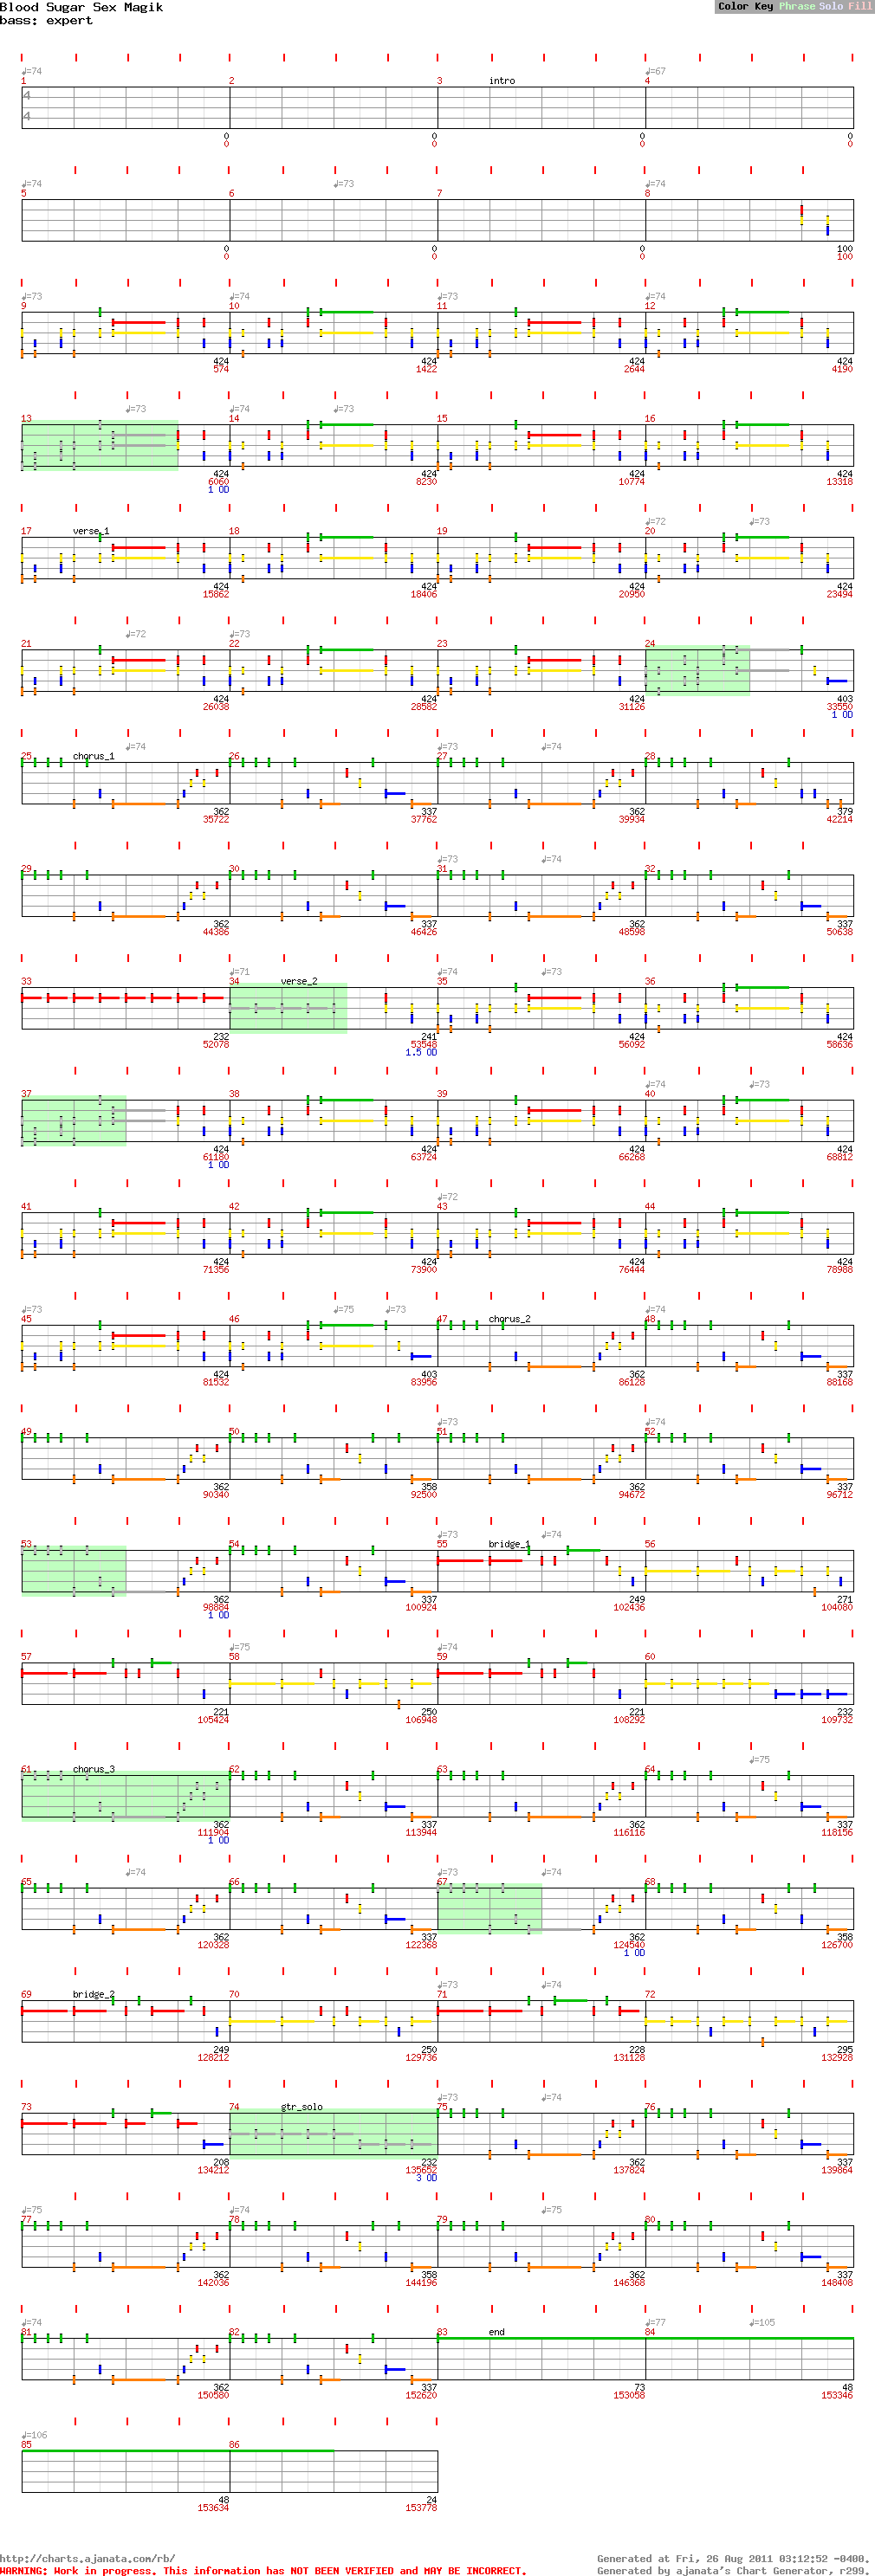 Blood Sugar Sex Magik
Color Key Phrase Solo Fill
bass: expert
♩=74 ♩=67
1 2 3 intro 4
4
4
0 0 0 0
0 0 0 0
♩=74 ♩=73 ♩=74
5 6 7 8
0 0 0 100
0 0 0 100
♩=73 ♩=74 ♩=73 ♩=74
9 10 11 12
424 424 424 424
574 1422 2644 4190
♩=73 ♩=74 ♩=73
13 14 15 16
424 424 424 424
6060 8230 10774 13318
1 OD
♩=72 ♩=73
17 verse_1 18 19 20
424 424 424 424
15862 18406 20950 23494
♩=72 ♩=73
21 22 23 24
424 424 424 403
26038 28582 31126 33550
1 OD
♩=74 ♩=73 ♩=74
25 chorus_1 26 27 28
362 337 362 379
35722 37762 39934 42214
♩=73 ♩=74
29 30 31 32
362 337 362 337
44386 46426 48598 50638
♩=71 ♩=74 ♩=73
33 34 verse_2 35 36
232 241 424 424
52078 53548 56092 58636
1.5 OD
♩=74 ♩=73
37 38 39 40
424 424 424 424
61180 63724 66268 68812
1 OD
♩=72
41 42 43 44
424 424 424 424
71356 73900 76444 78988
♩=73 ♩=75 ♩=73 ♩=74
45 46 47 chorus_2 48
424 403 362 337
81532 83956 86128 88168
♩=73 ♩=74
49 50 51 52
362 358 362 337
90340 92500 94672 96712
♩=73 ♩=74
53 54 55 bridge_1 56
362 337 249 271
98884 100924 102436 104080
1 OD
♩=75 ♩=74
57 58 59 60
221 250 221 232
105424 106948 108292 109732
♩=75
61 chorus_3 62 63 64
362 337 362 337
111904 113944 116116 118156
1 OD
♩=74 ♩=73 ♩=74
65 66 67 68
362 337 362 358
120328 122368 124540 126700
1 OD
♩=73 ♩=74
69 bridge_2 70 71 72
249 250 228 295
128212 129736 131128 132928
♩=73 ♩=74
73 74 gtr_solo 75 76
208 232 362 337
134212 135652 137824 139864
3 OD
♩=75 ♩=74 ♩=75
77 78 79 80
362 358 362 337
142036 144196 146368 148408
♩=74 ♩=77 ♩=105
81 82 83 end 84
362 337 73 48
150580 152620 153058 153346
♩=106
85 86
48 24
153634 153778
http://charts.ajanata.com/rb/
Generated at Fri, 26 Aug 2011 03:12:52 -0400.
WARNING: Work in progress. This information has NOT BEEN VERIFIED and MAY BE INCORRECT.
Generated by ajanata's Chart Generator, r299.